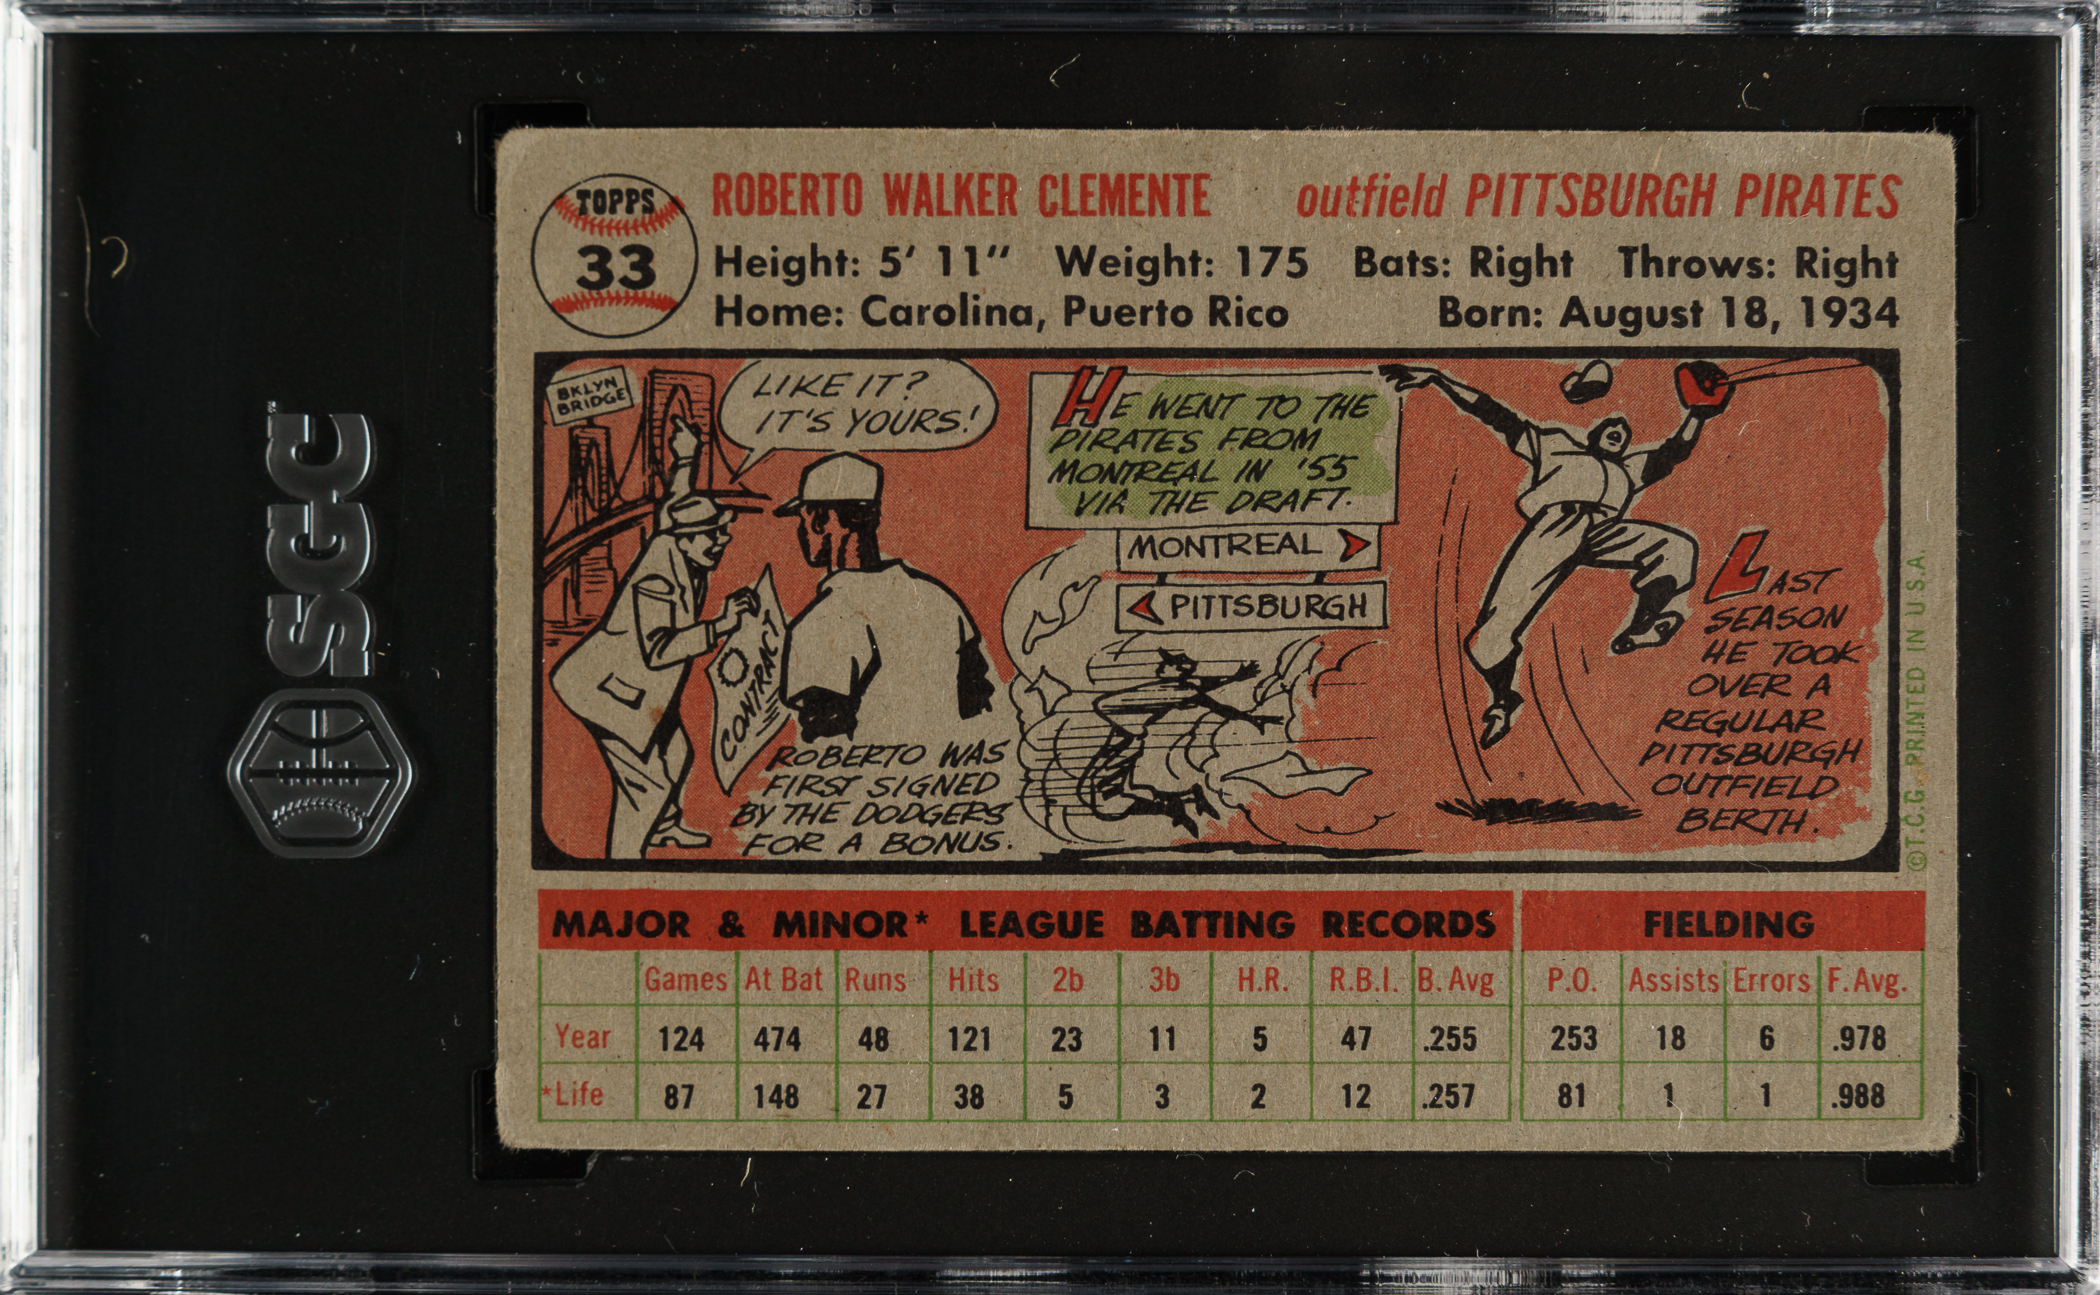 SGC
TOPPS
33
ROBERTO WALKER CLEMENTE outfield PITTSBURGH PIRATES
Height: 5' 11" Weight: 175 Bats: Right Throws: Right
Home: Carolina, Puerto Rico Born: August 18, 1934
BKLYN
BRIDGE
LIKE IT?
IT'S YOURS!
CONTRACT
ROBERTO WAS
FIRST SIGNED
BY THE DODGERS
FOR A BONUS.
HE WENT TO THE
PIRATES FROM
MONTREAL IN '55
VIA THE DRAFT.
MONTREAL
PITTSBURGH
LAST
SEASON
HE TOOK
OVER A
REGULAR
PITTSBURGH
OUTFIELD
BERTH.
©T.C.G. PRINTED IN U.S.A.
MAJOR & MINOR* LEAGUE BATTING RECORDS FIELDING
Games At Bat Runs Hits 2b 3b H.R. R.B.I. B. Avg P.O. Assists Errors F. Avg.
Year 124 474 48 121 23 11 5 47 .255 253 18 6 .978
*Life 87 148 27 38 5 3 2 12 .257 81 1 1 .988